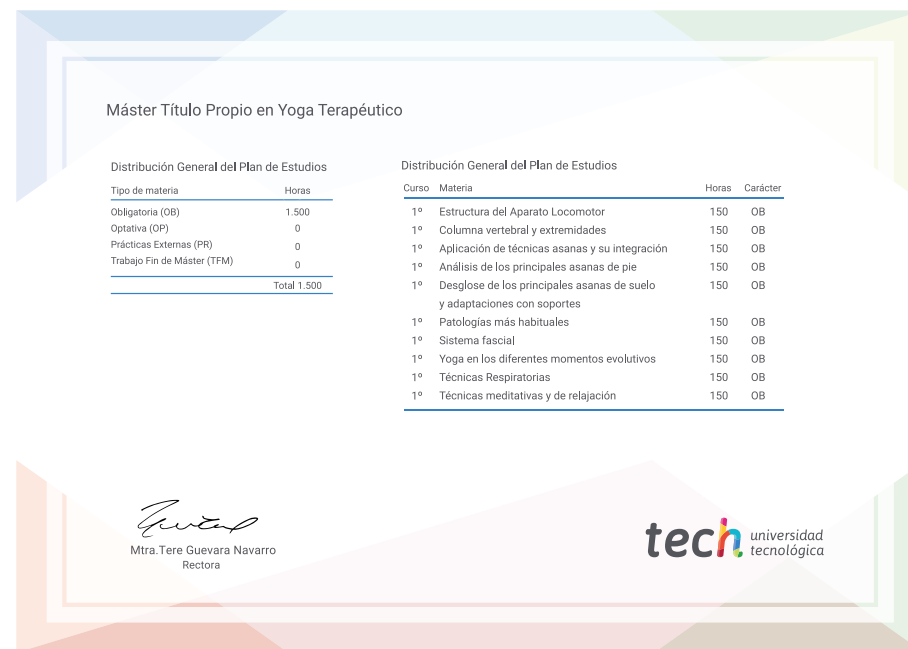 Máster Título Propio en Yoga Terapéutico
Distribución General del Plan de Estudios
Tipo de materia Horas
Obligatoria (OB) 1.500
Optativa (OP) 0
Prácticas Externas (PR) 0
Trabajo Fin de Máster (TFM) 0
Total 1.500
Distribución General del Plan de Estudios
Curso Materia Horas Carácter
1º Estructura del Aparato Locomotor 150 OB
1º Columna vertebral y extremidades 150 OB
1º Aplicación de técnicas asanas y su integración 150 OB
1º Análisis de los principales asanas de pie 150 OB
1º Desglose de los principales asanas de suelo 150 OB
y adaptaciones con soportes
1º Patologías más habituales 150 OB
1º Sistema fascial 150 OB
1º Yoga en los diferentes momentos evolutivos 150 OB
1º Técnicas Respiratorias 150 OB
1º Técnicas meditativas y de relajación 150 OB
Mtra.Tere Guevara Navarro
Rectora
tech universidad
tecnológica